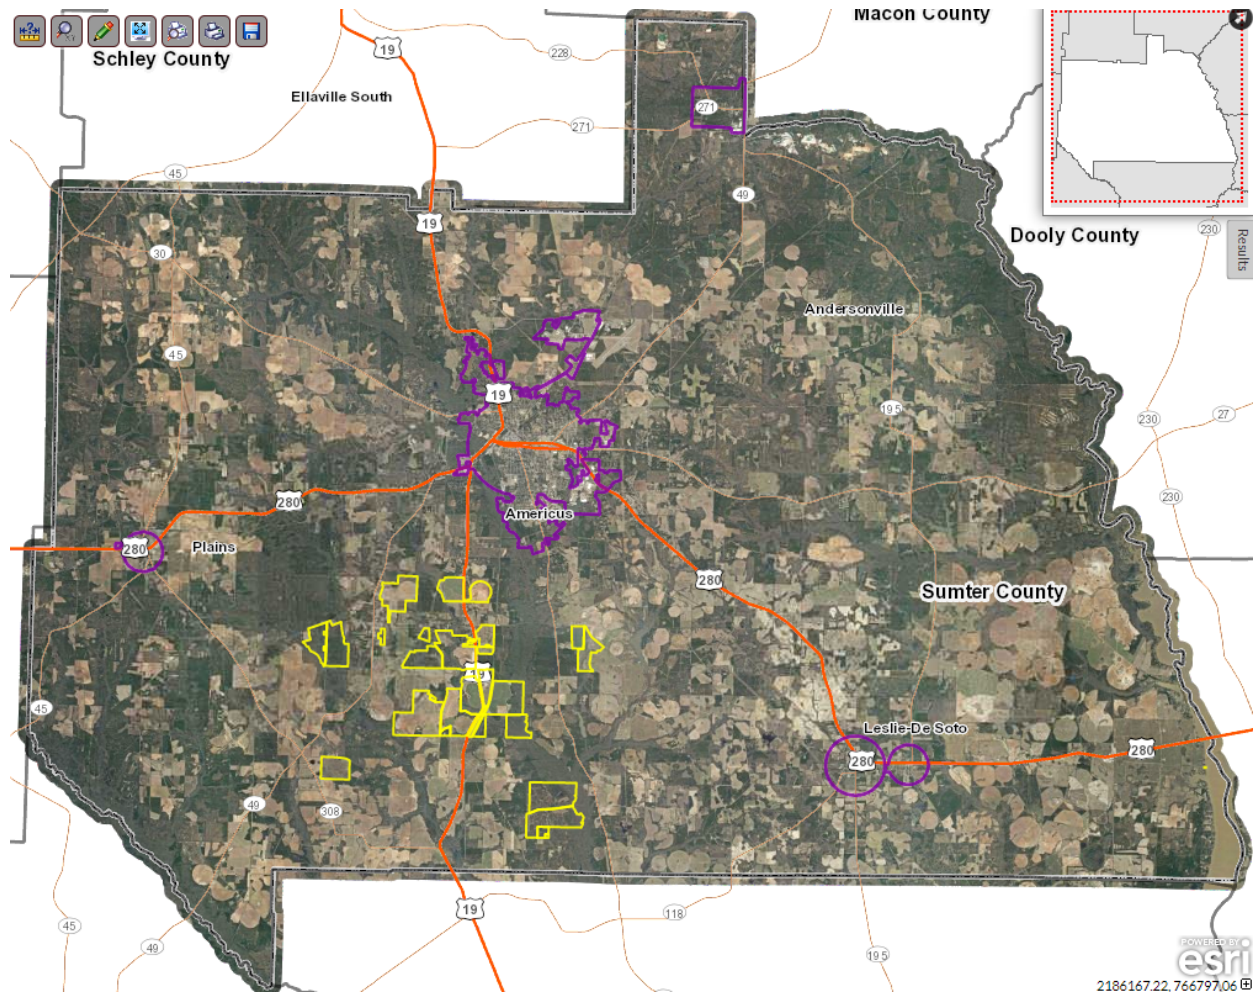 Macon County
19
228
Schley County
Ellaville South
271
271
45
49
19
230
Dooly County
Results
30
Andersonville
45
19
195
27
230
280
230
Americus
280
Plains
280
Sumter County
19
45
Leslie-De Soto
280
280
49
308
19
118
45
49
195
POWERED BY
esri
2186167.22, 766797.06